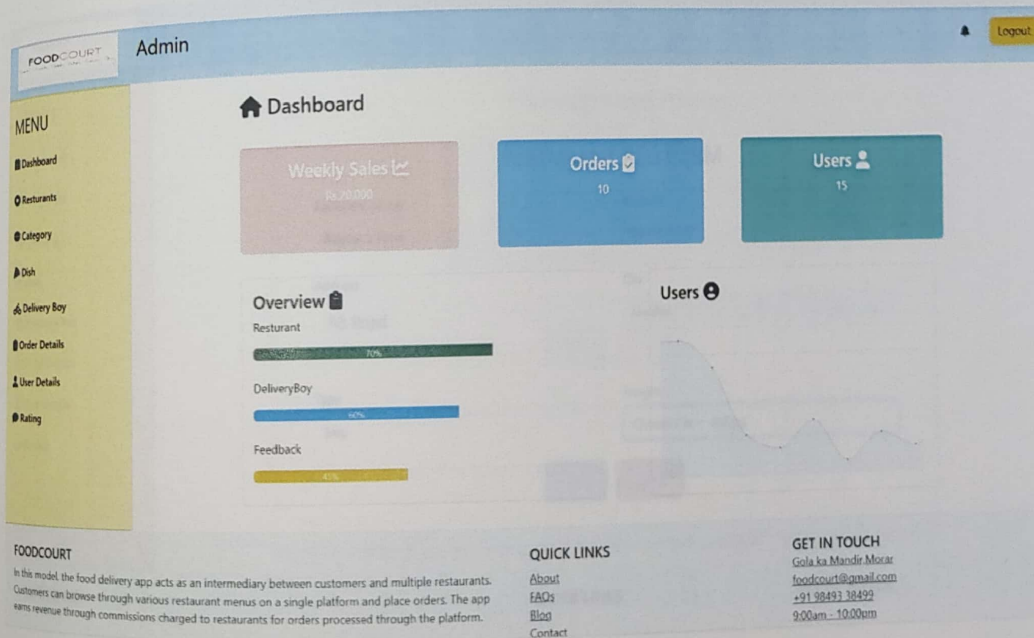 FOODCOURT
Admin
Logout
MENU
Dashboard
Resturants
Category
Dish
Delivery Boy
Order Details
User Details
Rating
Dashboard
Weekly Sales
Rs.20,000
Orders
10
Users
15
Overview
Resturant
70%
DeliveryBoy
60%
Feedback
45%
Users
FOODCOURT
In this model, the food delivery app acts as an intermediary between customers and multiple restaurants.
Customers can browse through various restaurant menus on a single platform and place orders. The app
earns revenue through commissions charged to restaurants for orders processed through the platform.
QUICK LINKS
About
FAQs
Blog
Contact
GET IN TOUCH
Gola ka Mandir,Morar
foodcourt@gmail.com
+91 98493 38499
9:00am - 10:00pm